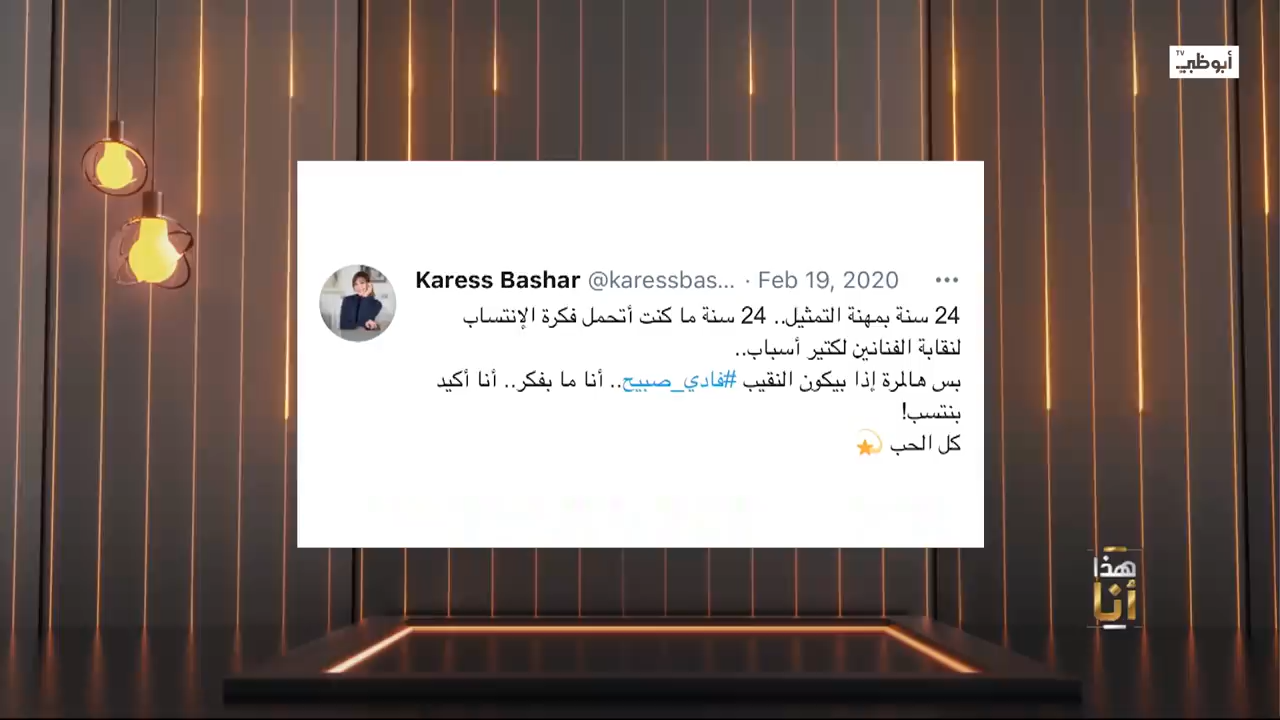 أبوظبي
TV
Karess Bashar @karessbas... · Feb 19, 2020
24 سنة بمهنة التمثيل.. 24 سنة ما كنت أتحمل فكرة الإنتساب
لنقابة الفنانين لكتير أسباب..
بس هالمرة إذا بيكون النقيب #فادي_صبيح.. أنا ما بفكر.. أنا أكيد
بنتسب!
كل الحب 💫
هذا
أنا